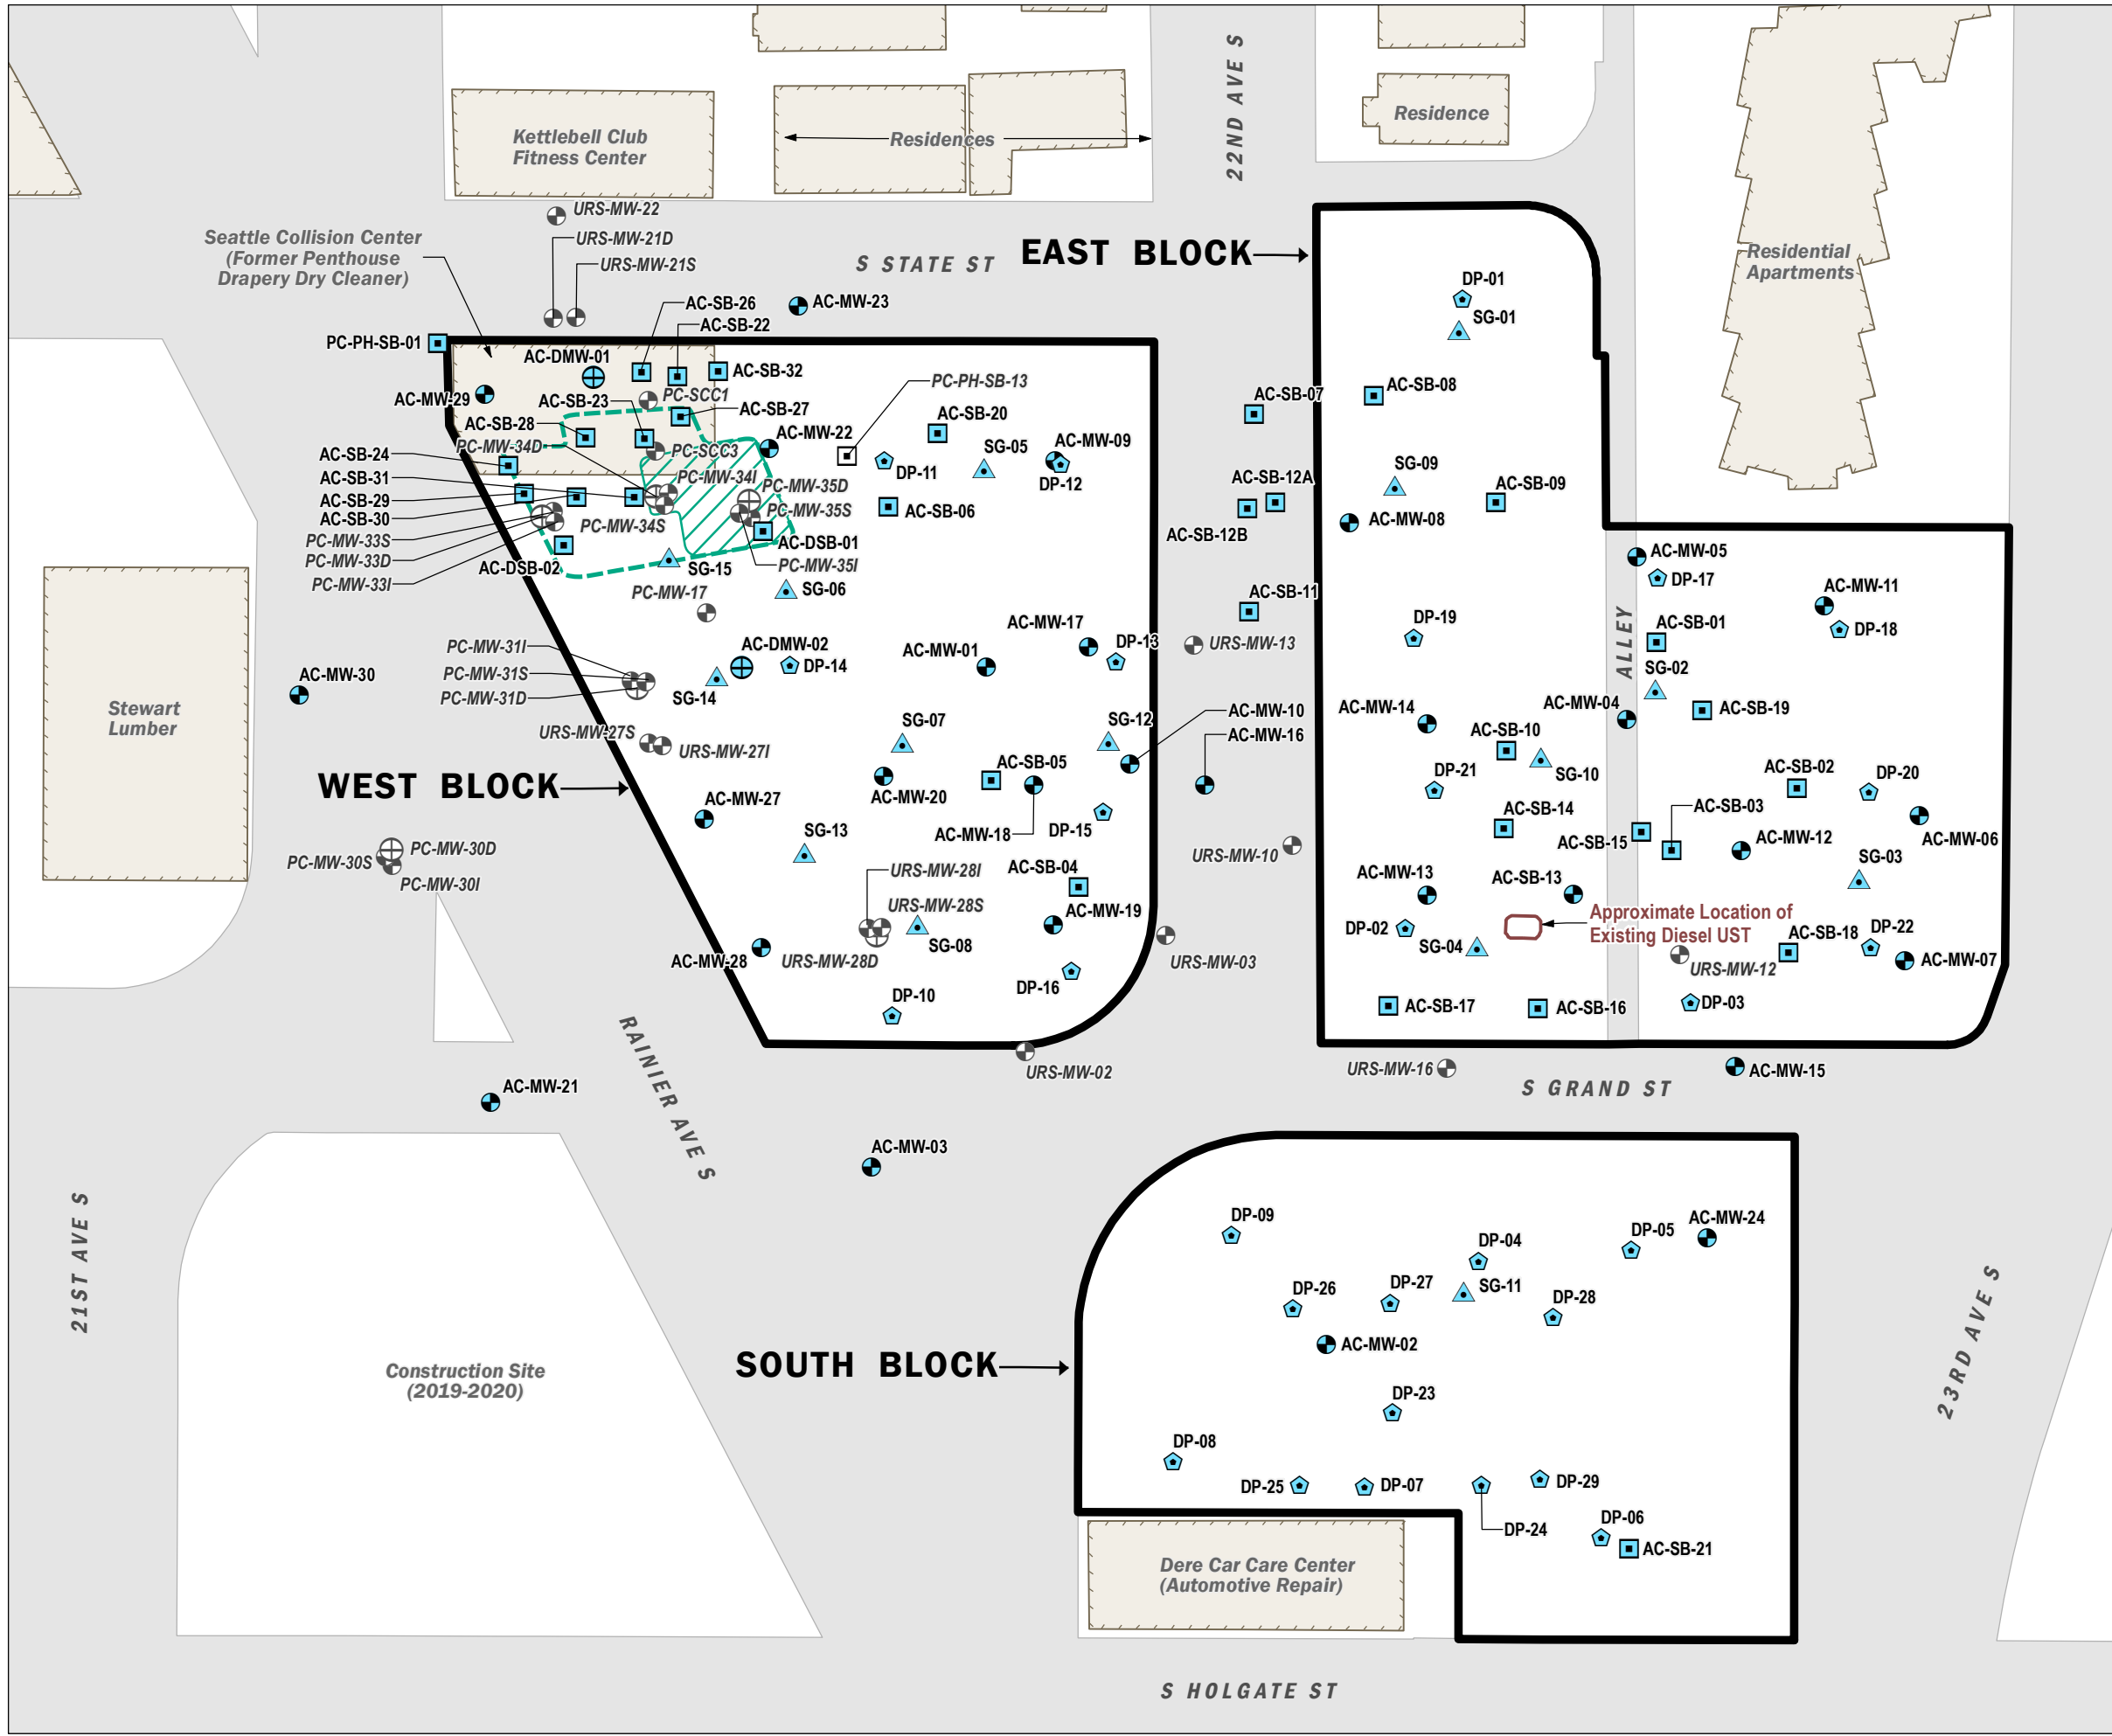 22ND AVE S
Kettlebell Club
Fitness Center
Residences
Residence
Residential
Apartments
URS-MW-22
URS-MW-21D
URS-MW-21S
Seattle Collision Center
(Former Penthouse
Drapery Dry Cleaner)
S STATE ST
EAST BLOCK
AC-SB-26
AC-SB-22
AC-MW-23
PC-PH-SB-01
AC-DMW-01
AC-SB-32
AC-MW-29
AC-SB-23
PC-SCC1
PC-PH-SB-13
AC-SB-27
AC-SB-28
PC-MW-34D
AC-MW-22
AC-SB-20
AC-MW-09
AC-SB-24
PC-SCC3
SG-05
DP-11
DP-12
AC-SB-31
PC-MW-34I
PC-MW-35D
AC-SB-29
AC-SB-30
PC-MW-35S
AC-SB-06
PC-MW-33S
PC-MW-34S
PC-MW-33D
AC-DSB-01
PC-MW-33I
AC-DSB-02
SG-15
PC-MW-35I
PC-MW-17
SG-06
DP-01
SG-01
AC-SB-07
AC-SB-08
SG-09
AC-SB-12A
AC-SB-09
AC-SB-12B
AC-MW-08
AC-SB-11
AC-MW-05
DP-17
AC-MW-11
DP-18
AC-SB-01
SG-02
ALLEY
DP-19
URS-MW-13
AC-MW-17
DP-13
AC-MW-01
AC-DMW-02
DP-14
PC-MW-31I
PC-MW-31S
PC-MW-31D
SG-14
AC-MW-30
Stewart
Lumber
URS-MW-27S
URS-MW-27I
SG-07
SG-12
AC-MW-10
AC-MW-16
AC-MW-14
AC-MW-04
AC-SB-19
AC-SB-10
SG-10
WEST BLOCK
AC-MW-27
AC-MW-20
AC-SB-05
AC-MW-18
DP-15
DP-21
AC-SB-14
AC-SB-02
DP-20
AC-SB-03
AC-SB-15
AC-MW-12
AC-MW-06
SG-13
PC-MW-30D
PC-MW-30S
PC-MW-30I
URS-MW-28I
AC-SB-04
URS-MW-10
AC-MW-13
AC-SB-13
SG-03
URS-MW-28S
AC-MW-19
Approximate Location of
Existing Diesel UST
SG-08
DP-02
SG-04
AC-SB-18
DP-22
AC-MW-28
URS-MW-28D
URS-MW-03
URS-MW-12
AC-MW-07
DP-16
DP-10
AC-SB-17
AC-SB-16
DP-03
RAINIER AVE S
URS-MW-02
URS-MW-16
AC-MW-15
S GRAND ST
AC-MW-21
AC-MW-03
21ST AVE S
DP-09
DP-04
DP-05
AC-MW-24
DP-26
DP-27
SG-11
DP-28
AC-MW-02
SOUTH BLOCK
23RD AVE S
Construction Site
(2019-2020)
DP-23
DP-08
DP-25
DP-07
DP-29
DP-24
DP-06
AC-SB-21
Dere Car Care Center
(Automotive Repair)
S HOLGATE ST